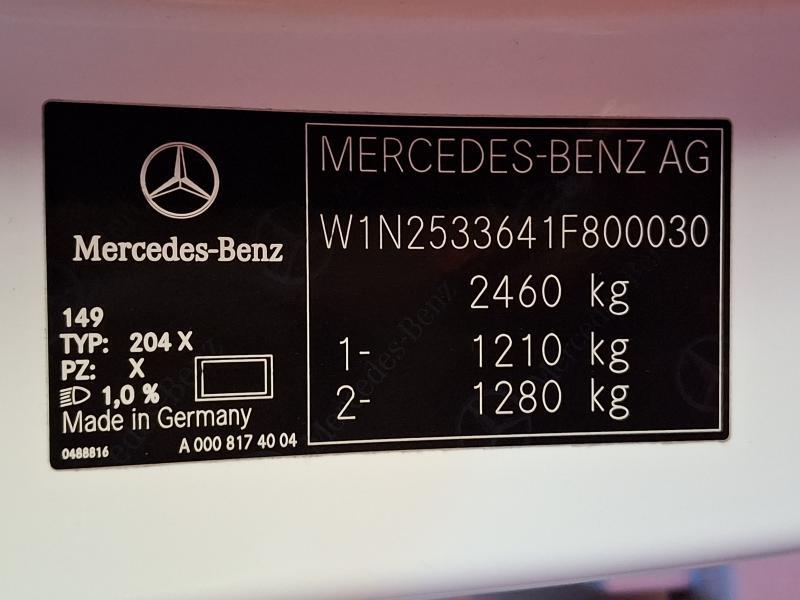 Mercedes-Benz
149
TYP: 204 X
PZ: X
1,0 %
Made in Germany
0488816 A 000 817 40 04
MERCEDES-BENZ AG
W1N2533641F800030
2460 kg
1- 1210 kg
2- 1280 kg